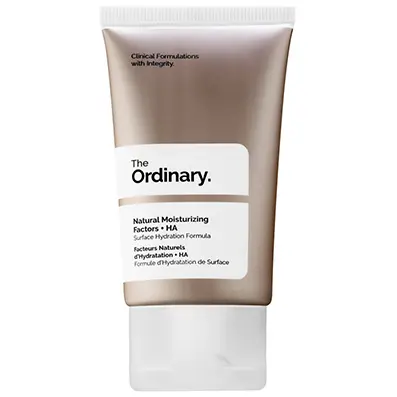 Clinical Formulations
with Integrity.
The
Ordinary.
Natural Moisturizing
Factors + HA
Surface Hydration Formula
Facteurs Naturels
d'Hydratation + HA
Formule d'Hydratation de Surface